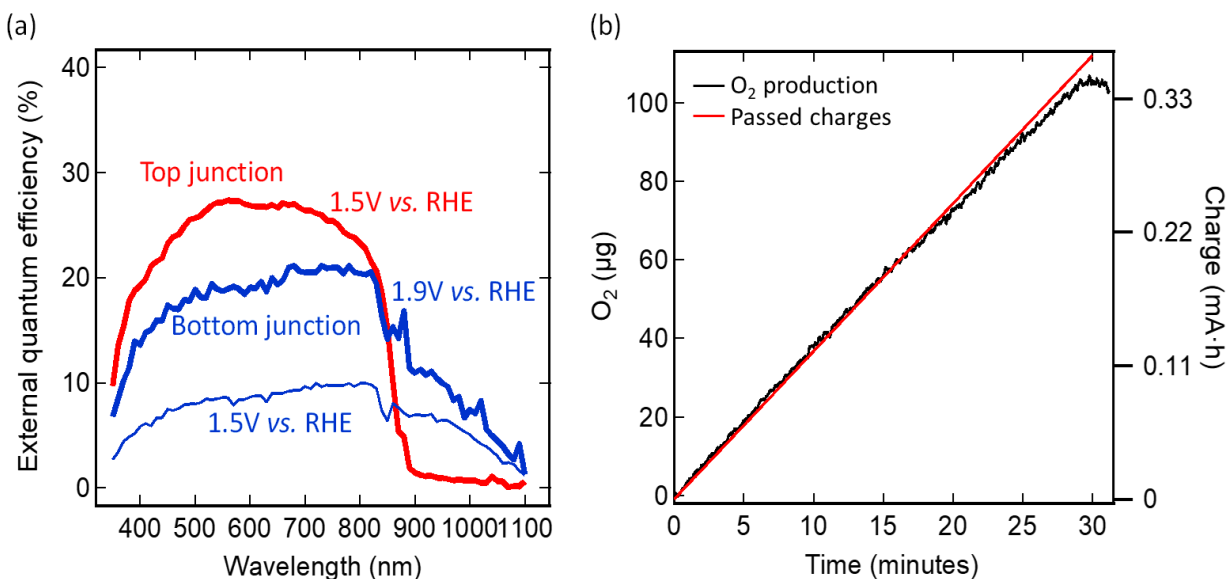 (a)
40
30
20
10
0
External quantum efficiency (%)
Top junction
1.5V vs. RHE
1.9V vs. RHE
Bottom junction
1.5V vs. RHE
400 500 600 700 800 900 1000 1100
Wavelength (nm)
(b)
O₂ production
Passed charges
100
80
60
40
20
0
O₂ (µg)
0.33
0.22
0.11
0
Charge (mA·h)
0 5 10 15 20 25 30
Time (minutes)